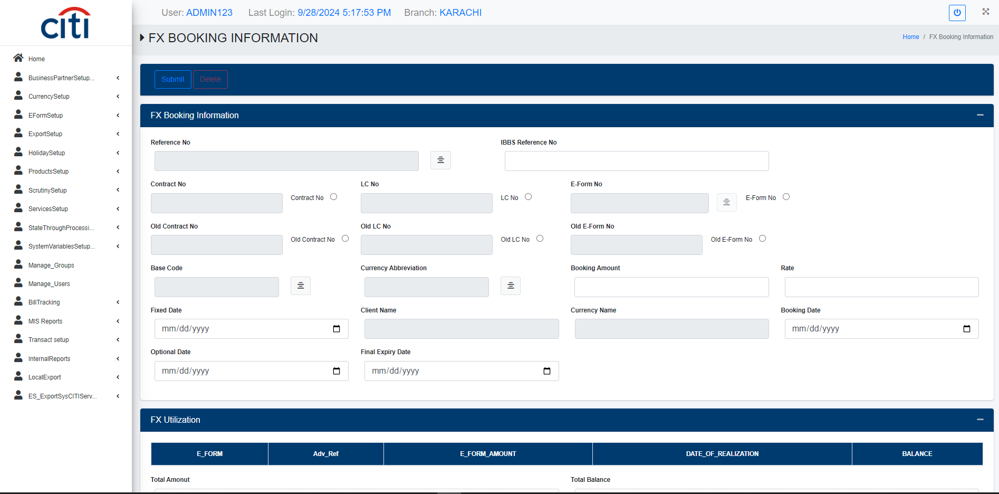 citi
User: ADMIN123 Last Login: 9/28/2024 5:17:53 PM Branch: KARACHI
FX BOOKING INFORMATION
Home / FX Booking Information
Home
BusinessPartnerSetup...
CurrencySetup
EFormSetup
ExportSetup
HolidaySetup
ProductsSetup
ScrutinySetup
ServicesSetup
StateThroughProcessi...
SystemVariablesSetup...
Manage_Groups
Manage_Users
BillTracking
MIS Reports
Transact setup
InternalReports
LocalExport
ES_ExportSysCITIServ...
Submit Delete
FX Booking Information
Reference No IBBS Reference No
Contract No LC No E-Form No
Contract No LC No E-Form No
Old Contract No Old LC No Old E-Form No
Old Contract No Old LC No Old E-Form No
Base Code Currency Abbreviation Booking Amount Rate
Fixed Date Client Name Currency Name Booking Date
mm/dd/yyyy mm/dd/yyyy
Optional Date Final Expiry Date
mm/dd/yyyy mm/dd/yyyy
FX Utilization
E_FORM Adv_Ref E_FORM_AMOUNT DATE_OF_REALIZATION BALANCE
Total Amonut Total Balance